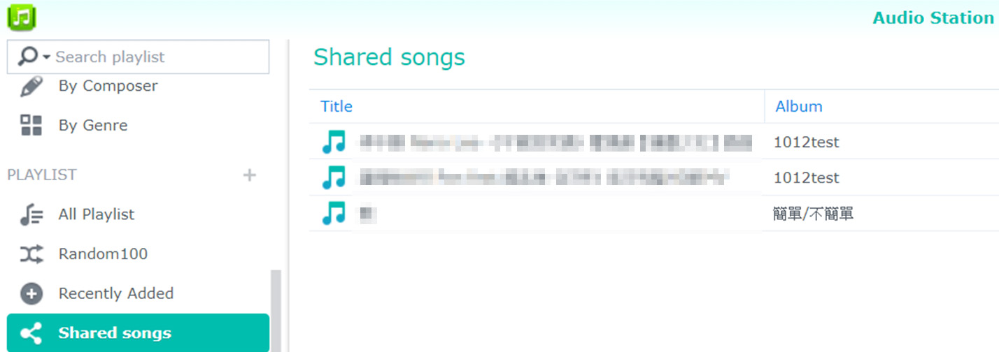 Audio Station
Search playlist
By Composer
By Genre
PLAYLIST
All Playlist
Random100
Recently Added
Shared songs
Shared songs
Title Album
1012test
1012test
簡單/不簡單